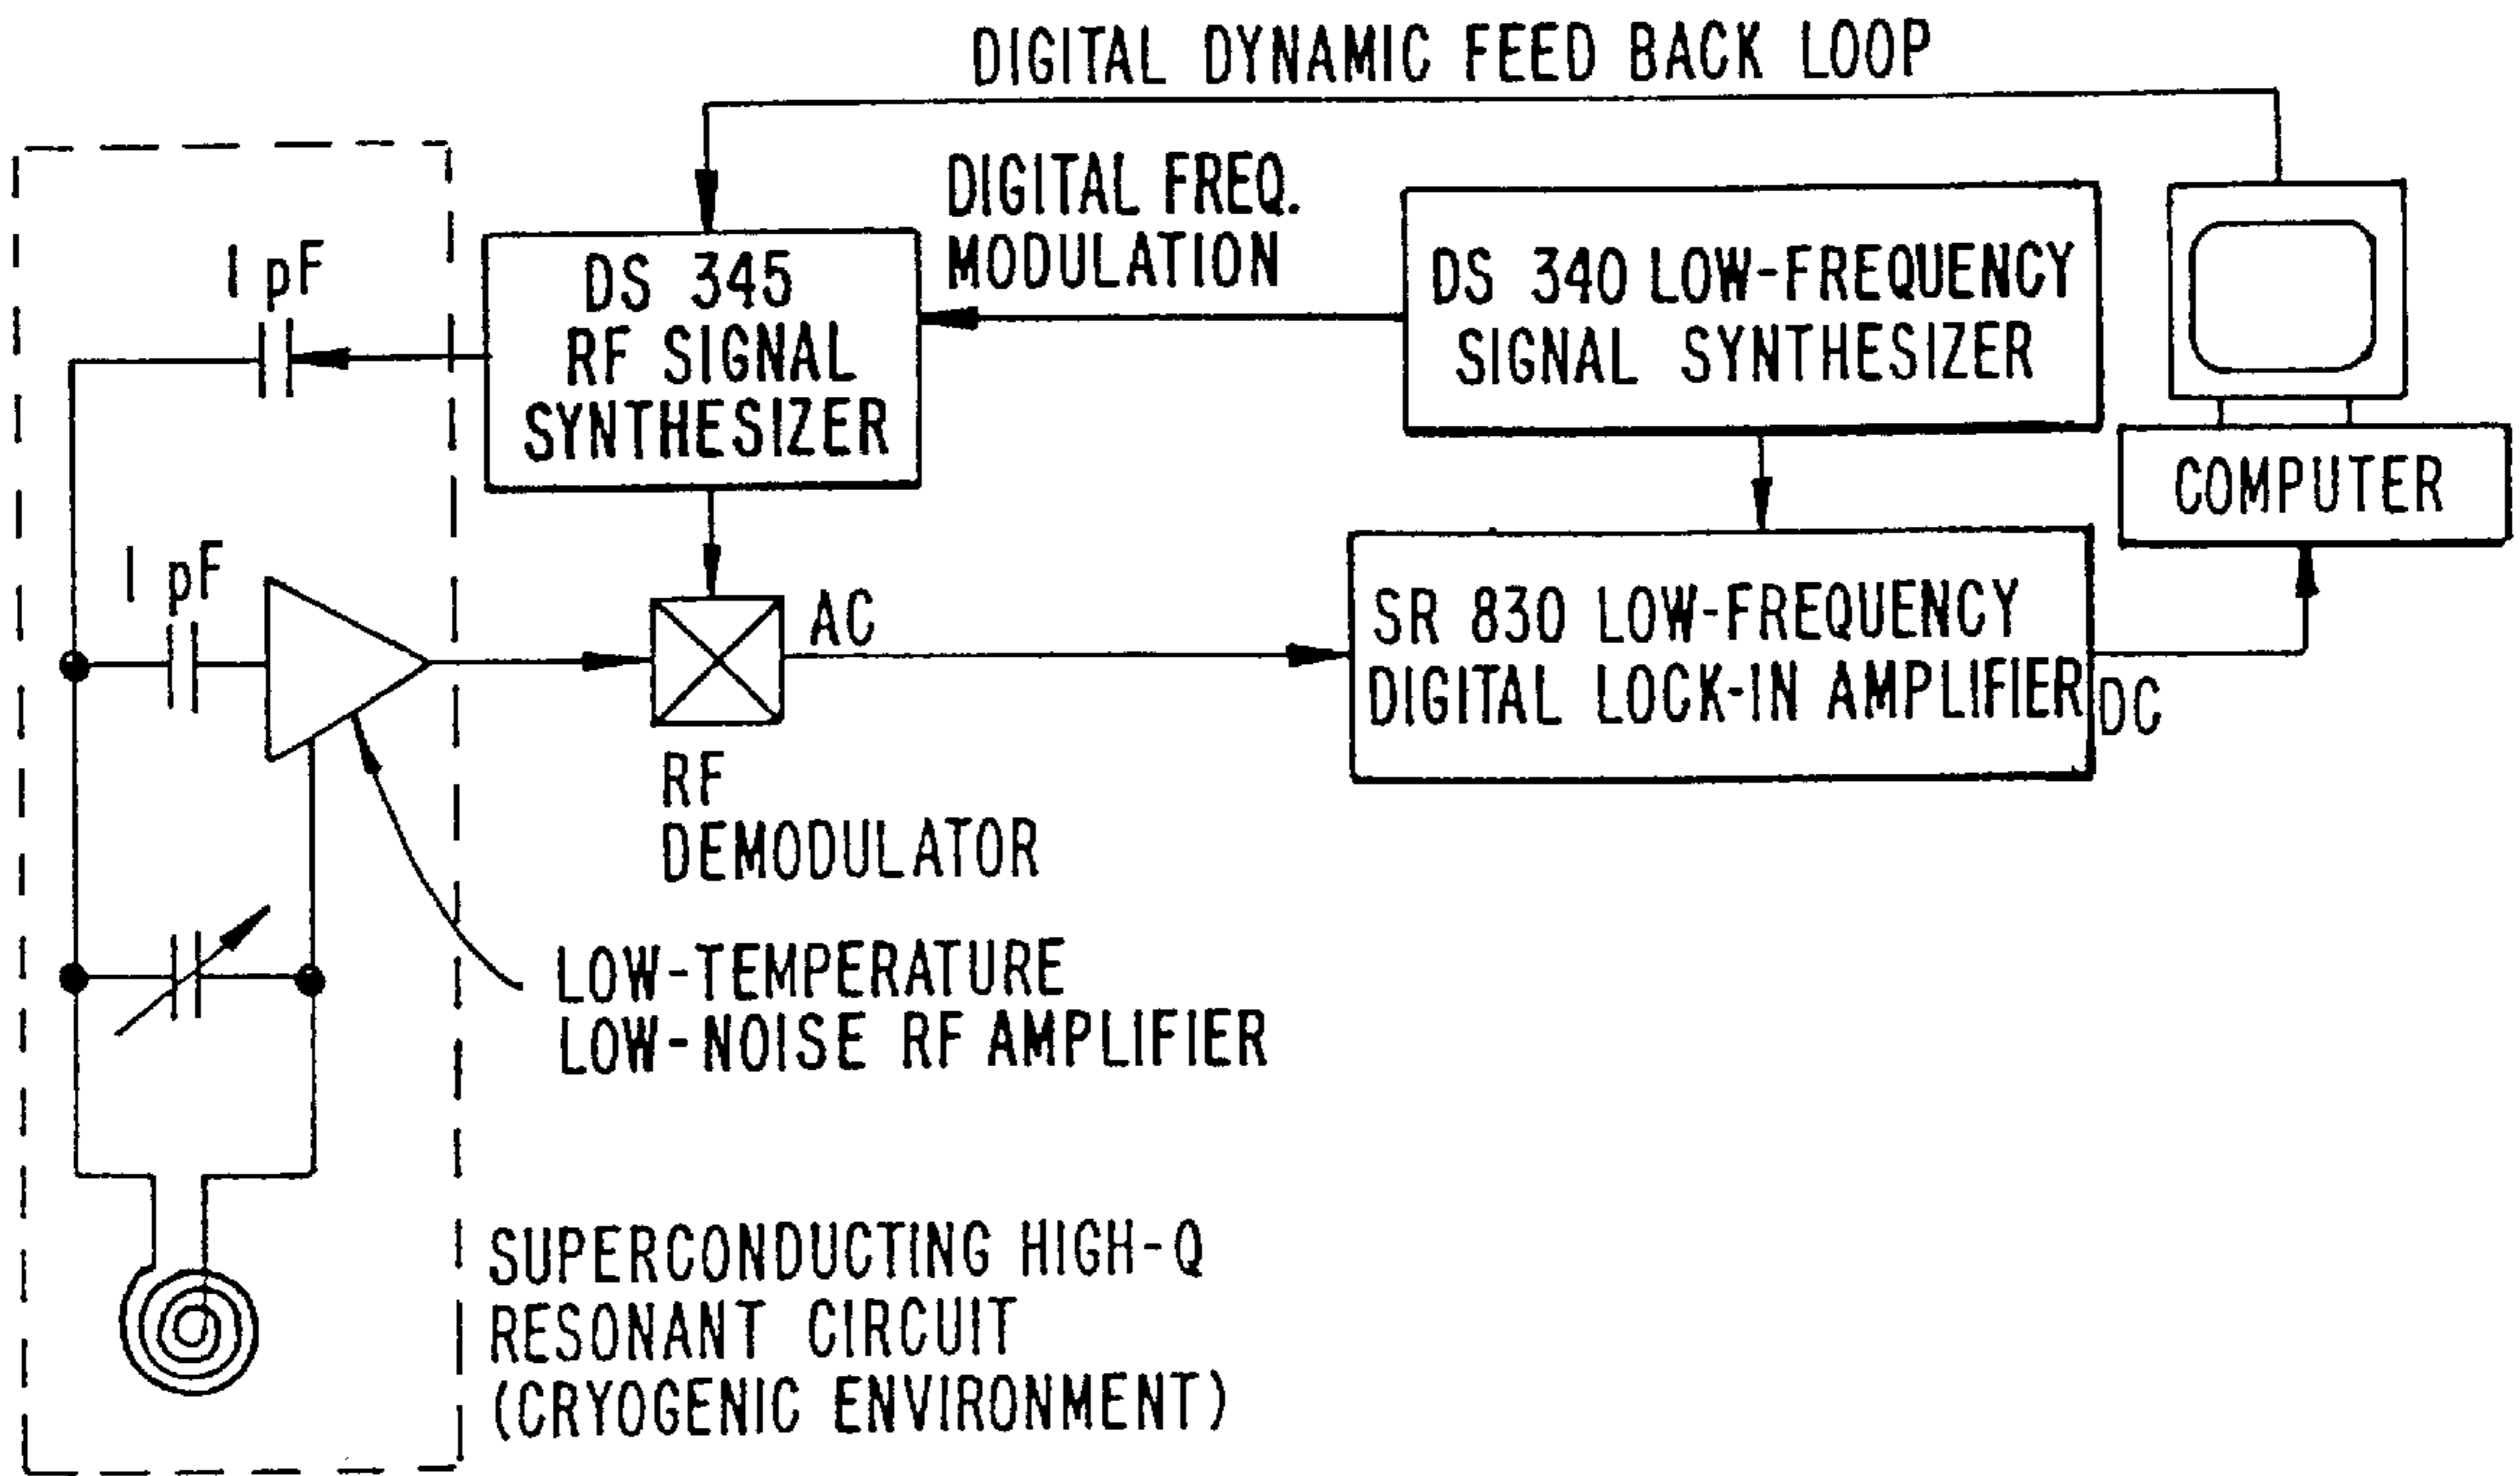 DIGITAL DYNAMIC FEED BACK LOOP
DIGITAL FREQ.
MODULATION
1 pF
DS 345
RF SIGNAL
SYNTHESIZER
DS 340 LOW-FREQUENCY
SIGNAL SYNTHESIZER
COMPUTER
1 pF
AC
SR 830 LOW-FREQUENCY
DIGITAL LOCK-IN AMPLIFIER
DC
RF
DEMODULATOR
LOW-TEMPERATURE
LOW-NOISE RF AMPLIFIER
SUPERCONDUCTING HIGH-Q
RESONANT CIRCUIT
(CRYOGENIC ENVIRONMENT)